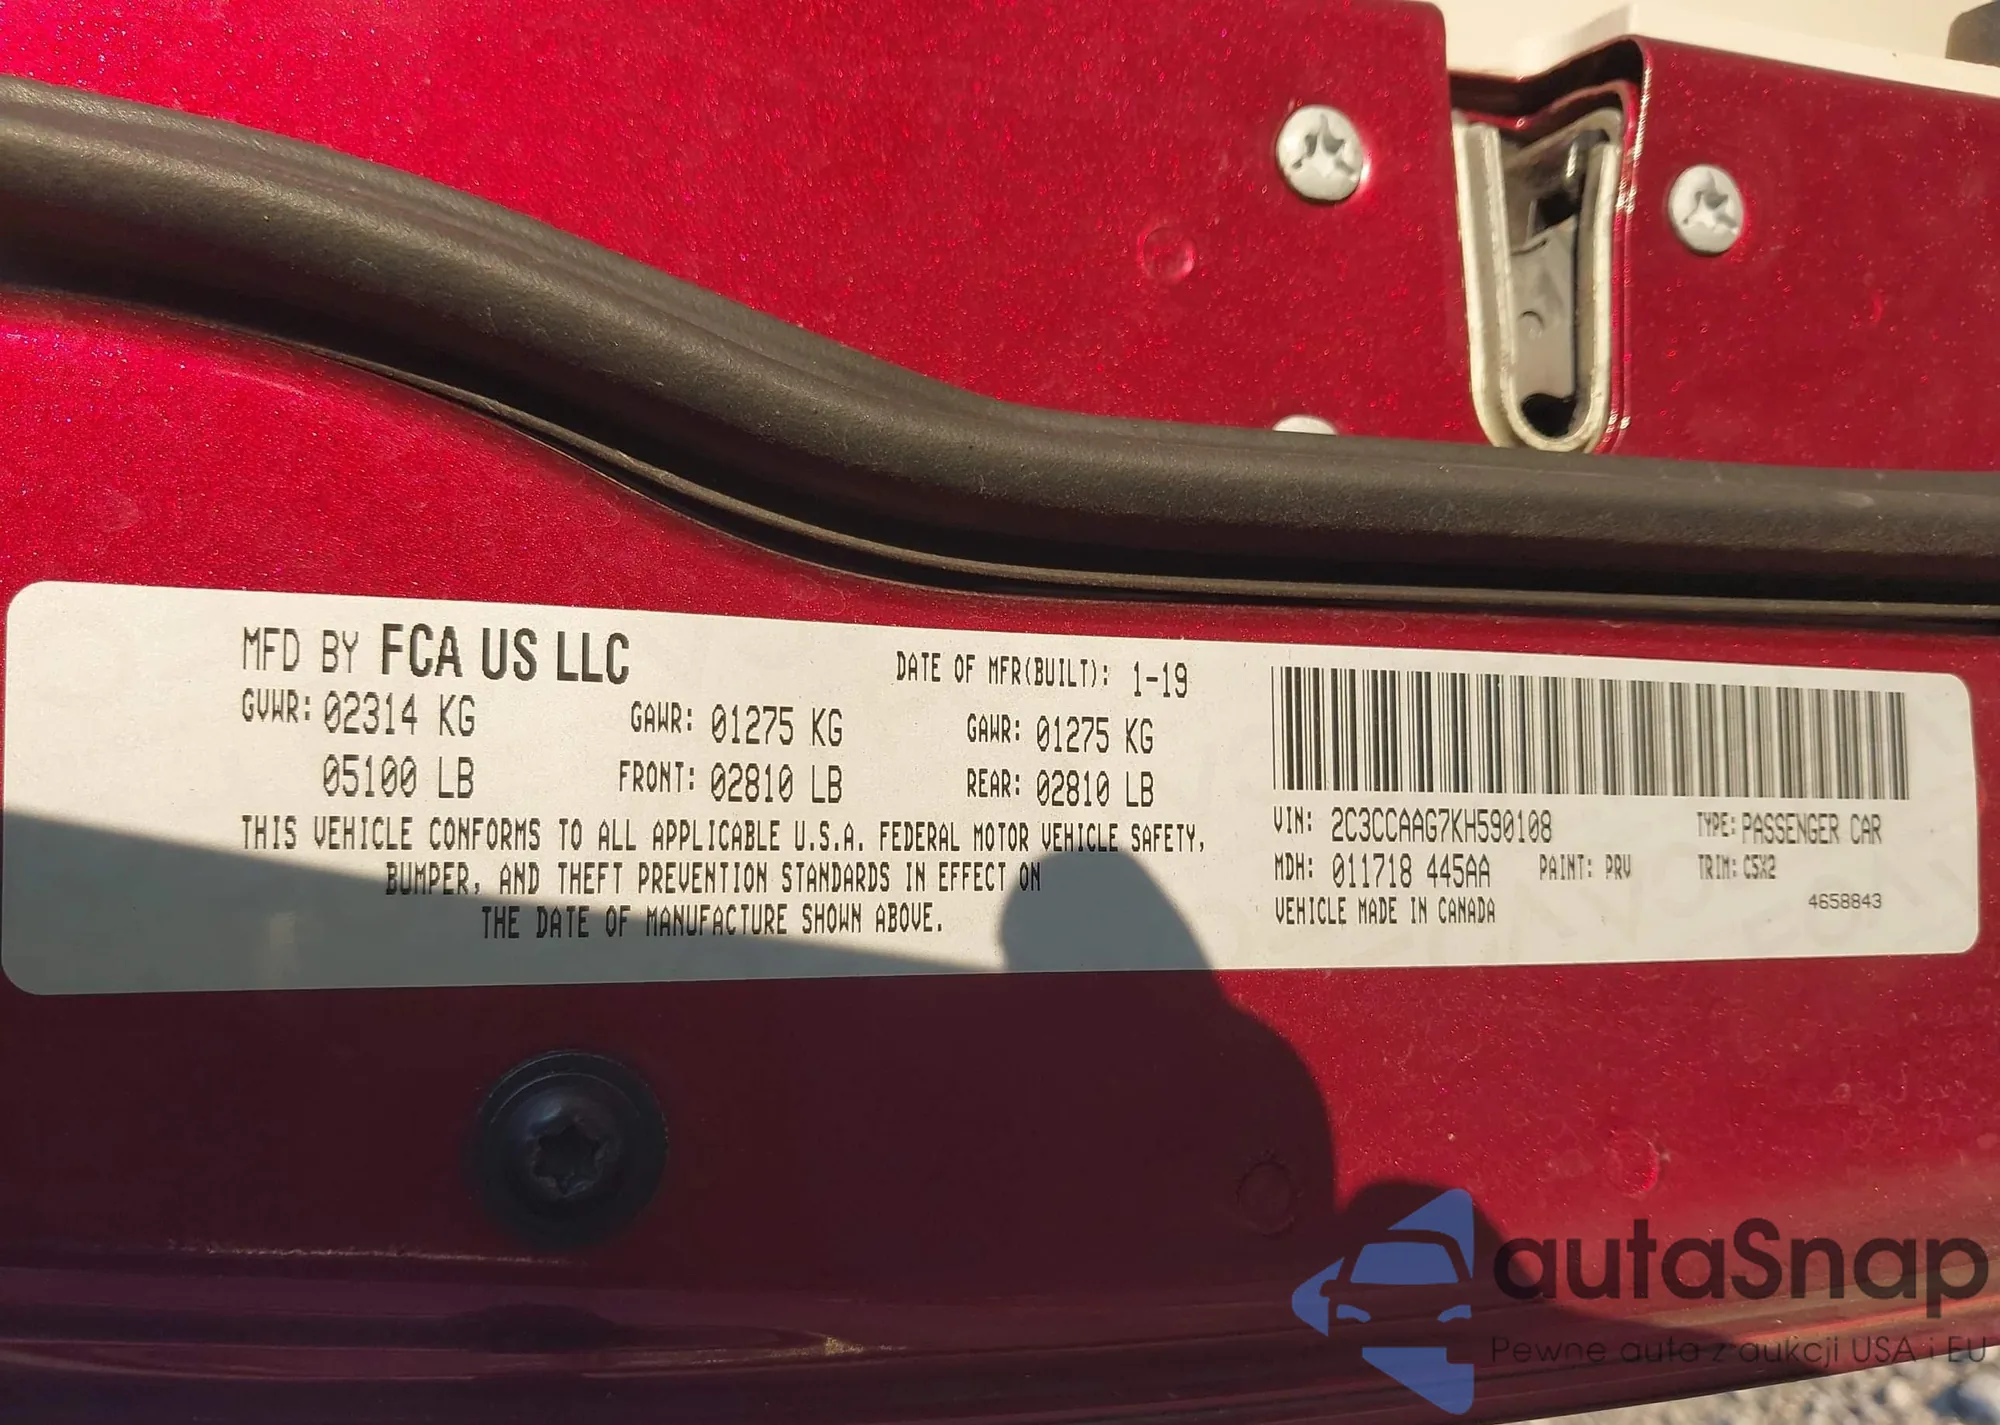 MFD BY FCA US LLC
DATE OF MFR(BUILT): 1-19
GVWR: 02314 KG
GAWR: 01275 KG
GAWR: 01275 KG
05100 LB
FRONT: 02810 LB
REAR: 02810 LB
THIS VEHICLE CONFORMS TO ALL APPLICABLE U.S.A. FEDERAL MOTOR VEHICLE SAFETY,
BUMPER, AND THEFT PREVENTION STANDARDS IN EFFECT ON
THE DATE OF MANUFACTURE SHOWN ABOVE.
VIN: 2C3CCAAG7KH590108
TYPE: PASSENGER CAR
MDH: 011718 445AA
PAINT: PRV
TRIM: C5X2
VEHICLE MADE IN CANADA
4658843
autaSnap
Pewne auta z aukcji USA i EU